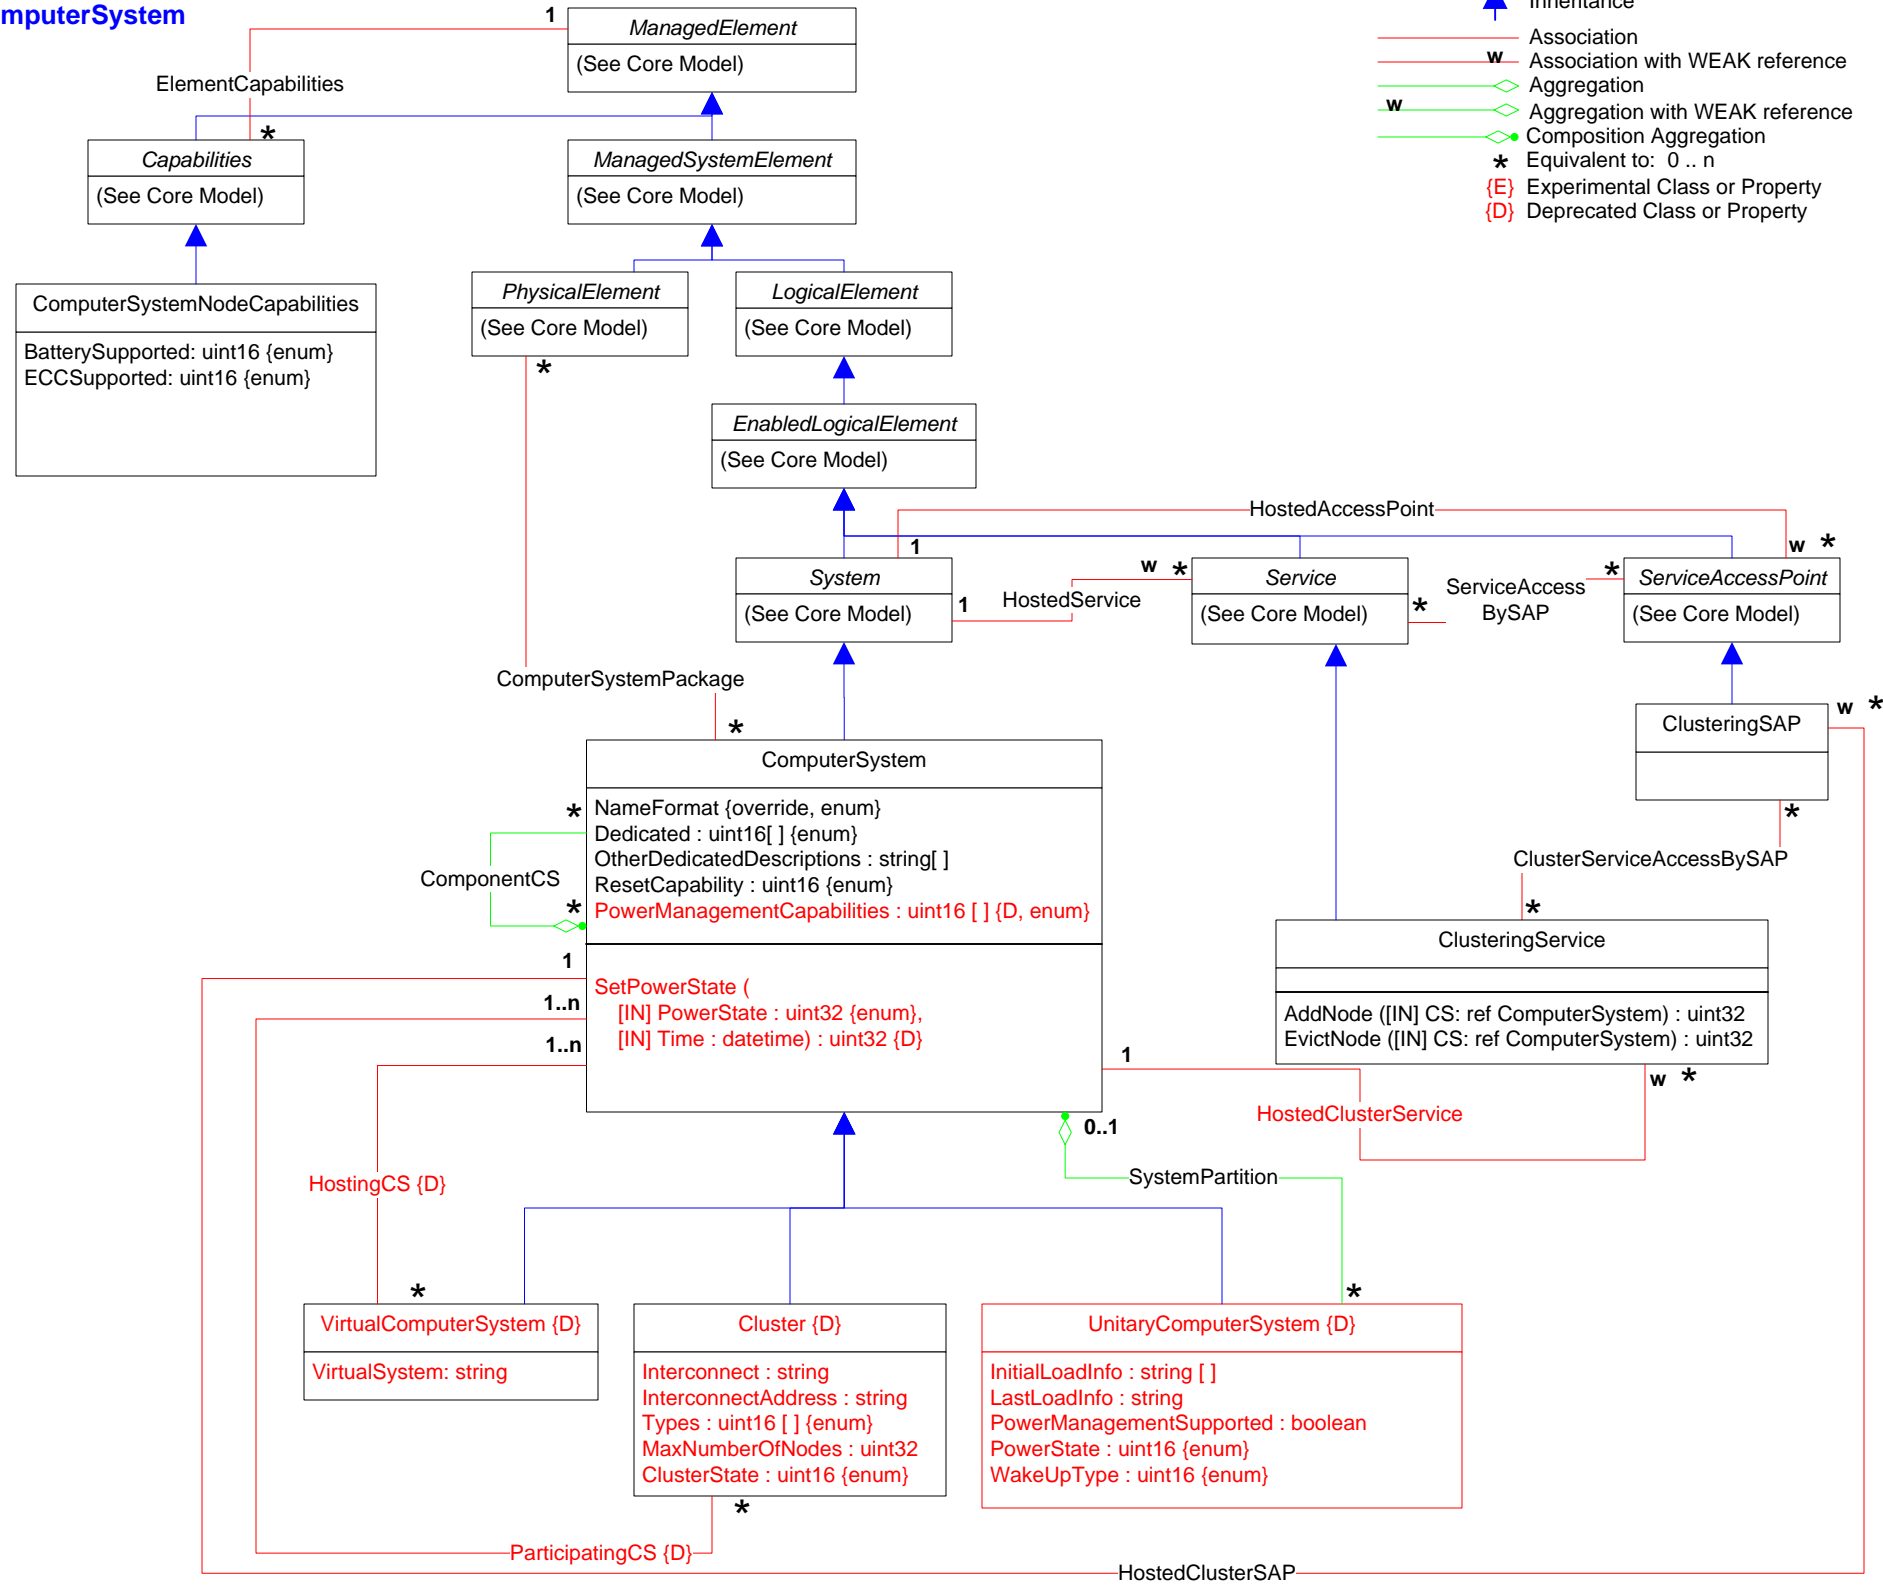 mputerSystem
Inheritance
Association
w
Association with WEAK reference
Aggregation
w
Aggregation with WEAK reference
Composition Aggregation
* Equivalent to: 0 .. n
{E} Experimental Class or Property
{D} Deprecated Class or Property
1
ManagedElement
(See Core Model)
ElementCapabilities
*
Capabilities
(See Core Model)
ManagedSystemElement
(See Core Model)
ComputerSystemNodeCapabilities
BatterySupported: uint16 {enum}
ECCSupported: uint16 {enum}
PhysicalElement
(See Core Model)
*
LogicalElement
(See Core Model)
EnabledLogicalElement
(See Core Model)
HostedAccessPoint
1
w *
System
(See Core Model)
1
HostedService
w *
Service
(See Core Model)
*
ServiceAccess
BySAP
*
ServiceAccessPoint
(See Core Model)
ComputerSystemPackage
*
ClusteringSAP
w *
*
ComputerSystem
NameFormat {override, enum}
Dedicated : uint16[ ] {enum}
OtherDedicatedDescriptions : string[ ]
ResetCapability : uint16 {enum}
PowerManagementCapabilities : uint16 [ ] {D, enum}
SetPowerState (
[IN] PowerState : uint32 {enum},
[IN] Time : datetime) : uint32 {D}
*
ComponentCS
*
1
1..n
1..n
ClusterServiceAccessBySAP
*
ClusteringService
AddNode ([IN] CS: ref ComputerSystem) : uint32
EvictNode ([IN] CS: ref ComputerSystem) : uint32
1
w *
HostedClusterService
0..1
SystemPartition
HostingCS {D}
*
*
VirtualComputerSystem {D}
VirtualSystem: string
Cluster {D}
Interconnect : string
InterconnectAddress : string
Types : uint16 [ ] {enum}
MaxNumberOfNodes : uint32
ClusterState : uint16 {enum}
*
UnitaryComputerSystem {D}
InitialLoadInfo : string [ ]
LastLoadInfo : string
PowerManagementSupported : boolean
PowerState : uint16 {enum}
WakeUpType : uint16 {enum}
ParticipatingCS {D}
HostedClusterSAP